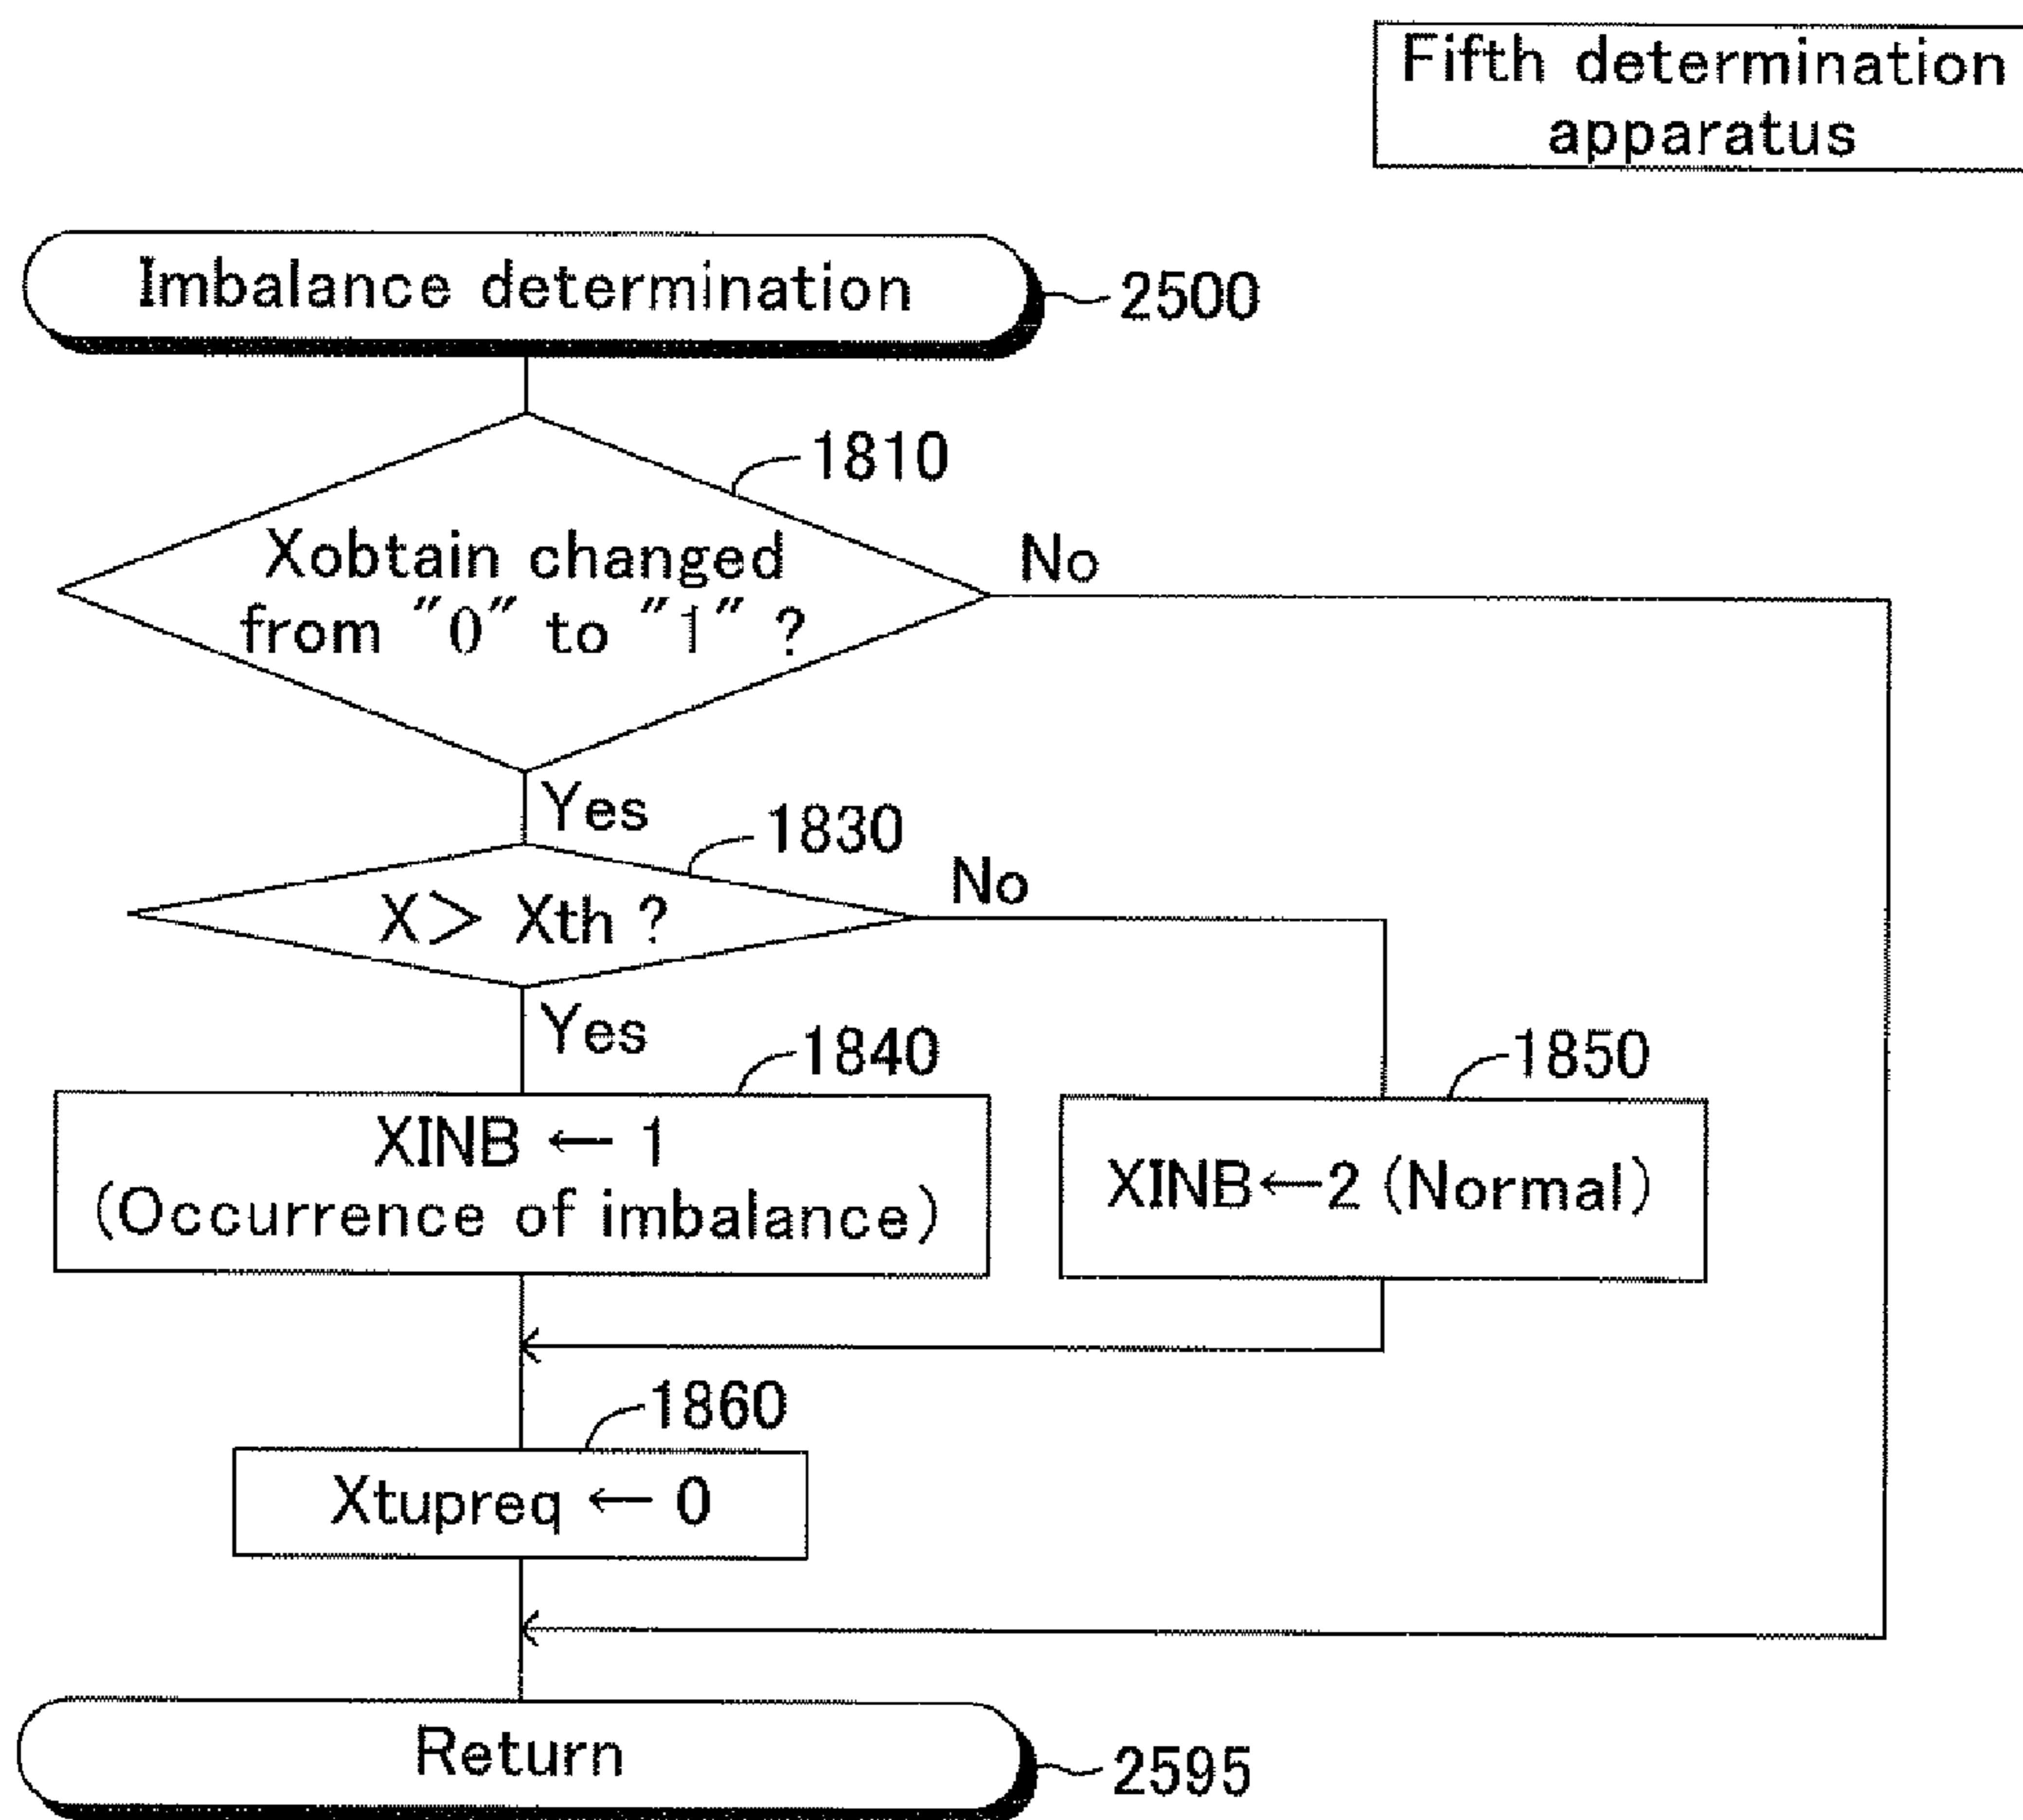 Fifth determination
apparatus
Imbalance determination
2500
1810
Xobtain changed
from "0" to "1" ?
No
Yes
1830
X> Xth ?
No
Yes
1840
1850
XINB ← 1
(Occurrence of imbalance)
XINB←2 (Normal)
1860
Xtupreq ← 0
Return
2595